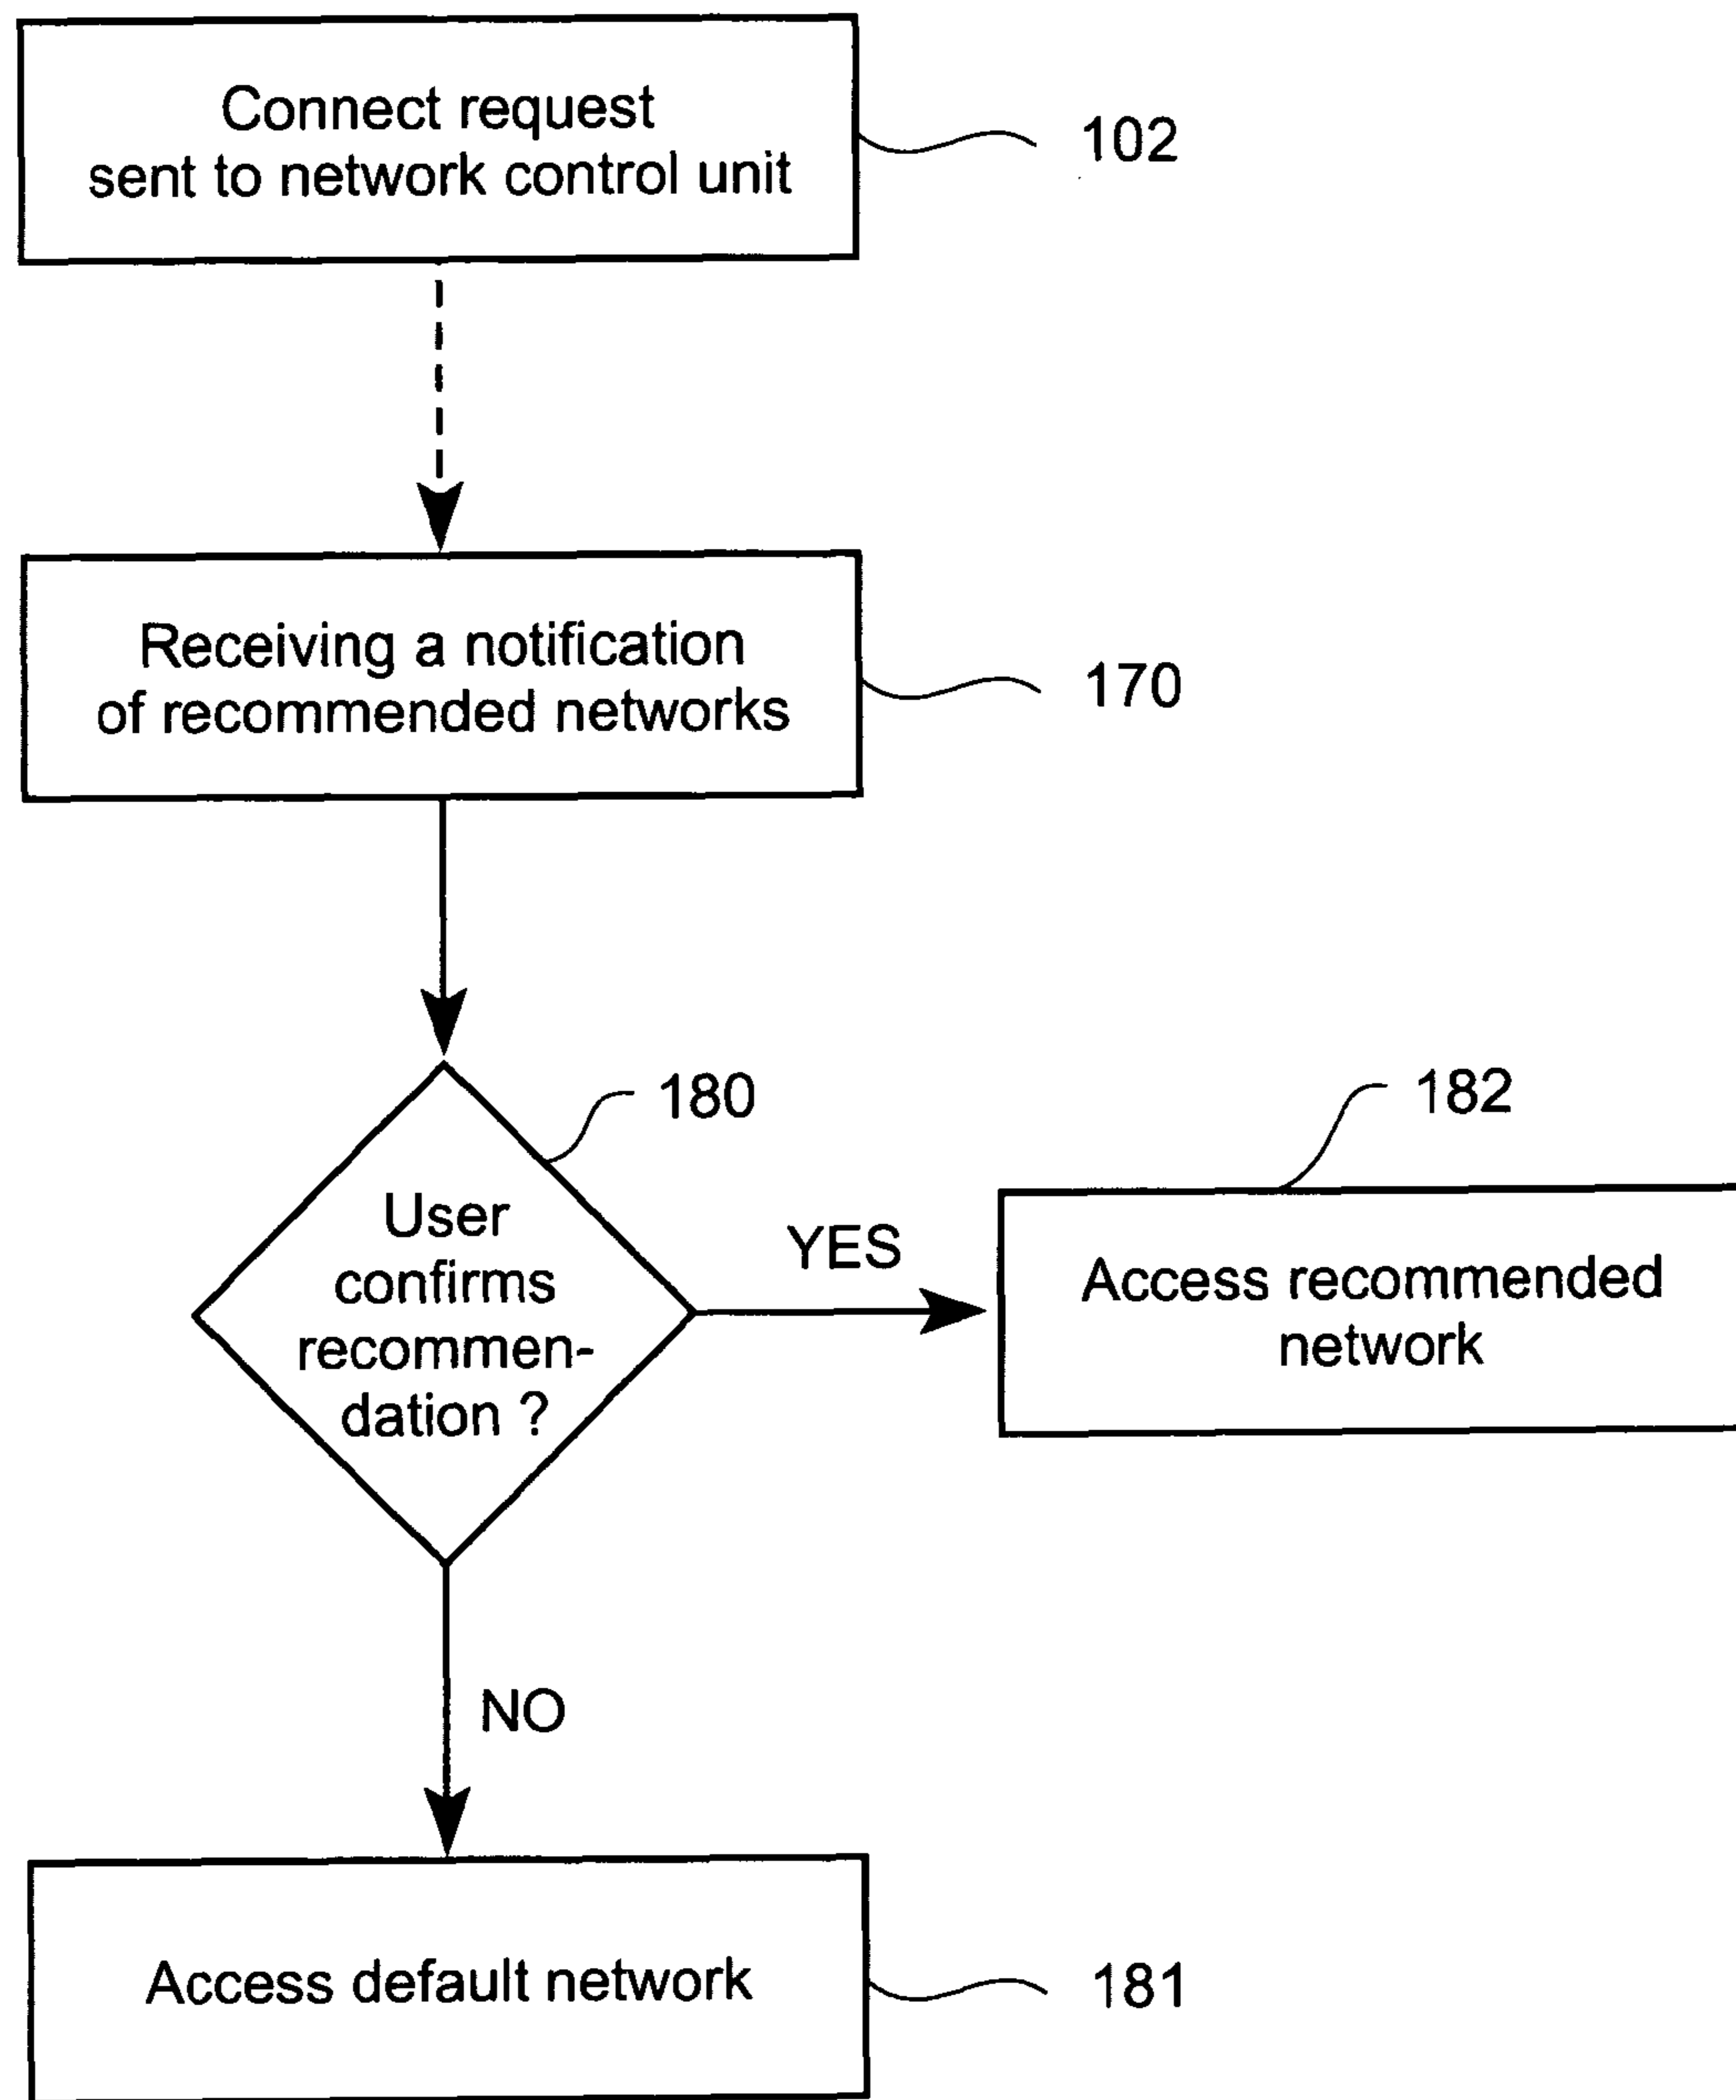 Connect request
sent to network control unit
102
Receiving a notification
of recommended networks
170
180
User
confirms
recommen-
dation ?
YES
182
Access recommended
network
NO
Access default network
181